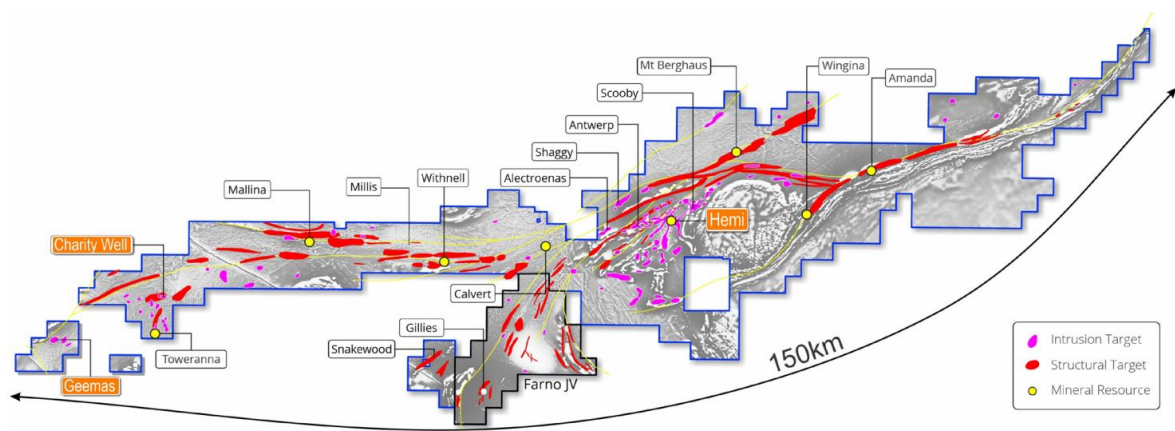 Mt Berghaus
Wingina
Scooby
Amanda
Antwerp
Shaggy
Withnell
Alectroenas
Millis
Mallina
Hemi
Charity Well
Calvert
Gillies
Snakewood
Toweranna
Geemas
Farno JV
150km
Intrusion Target
Structural Target
Mineral Resource